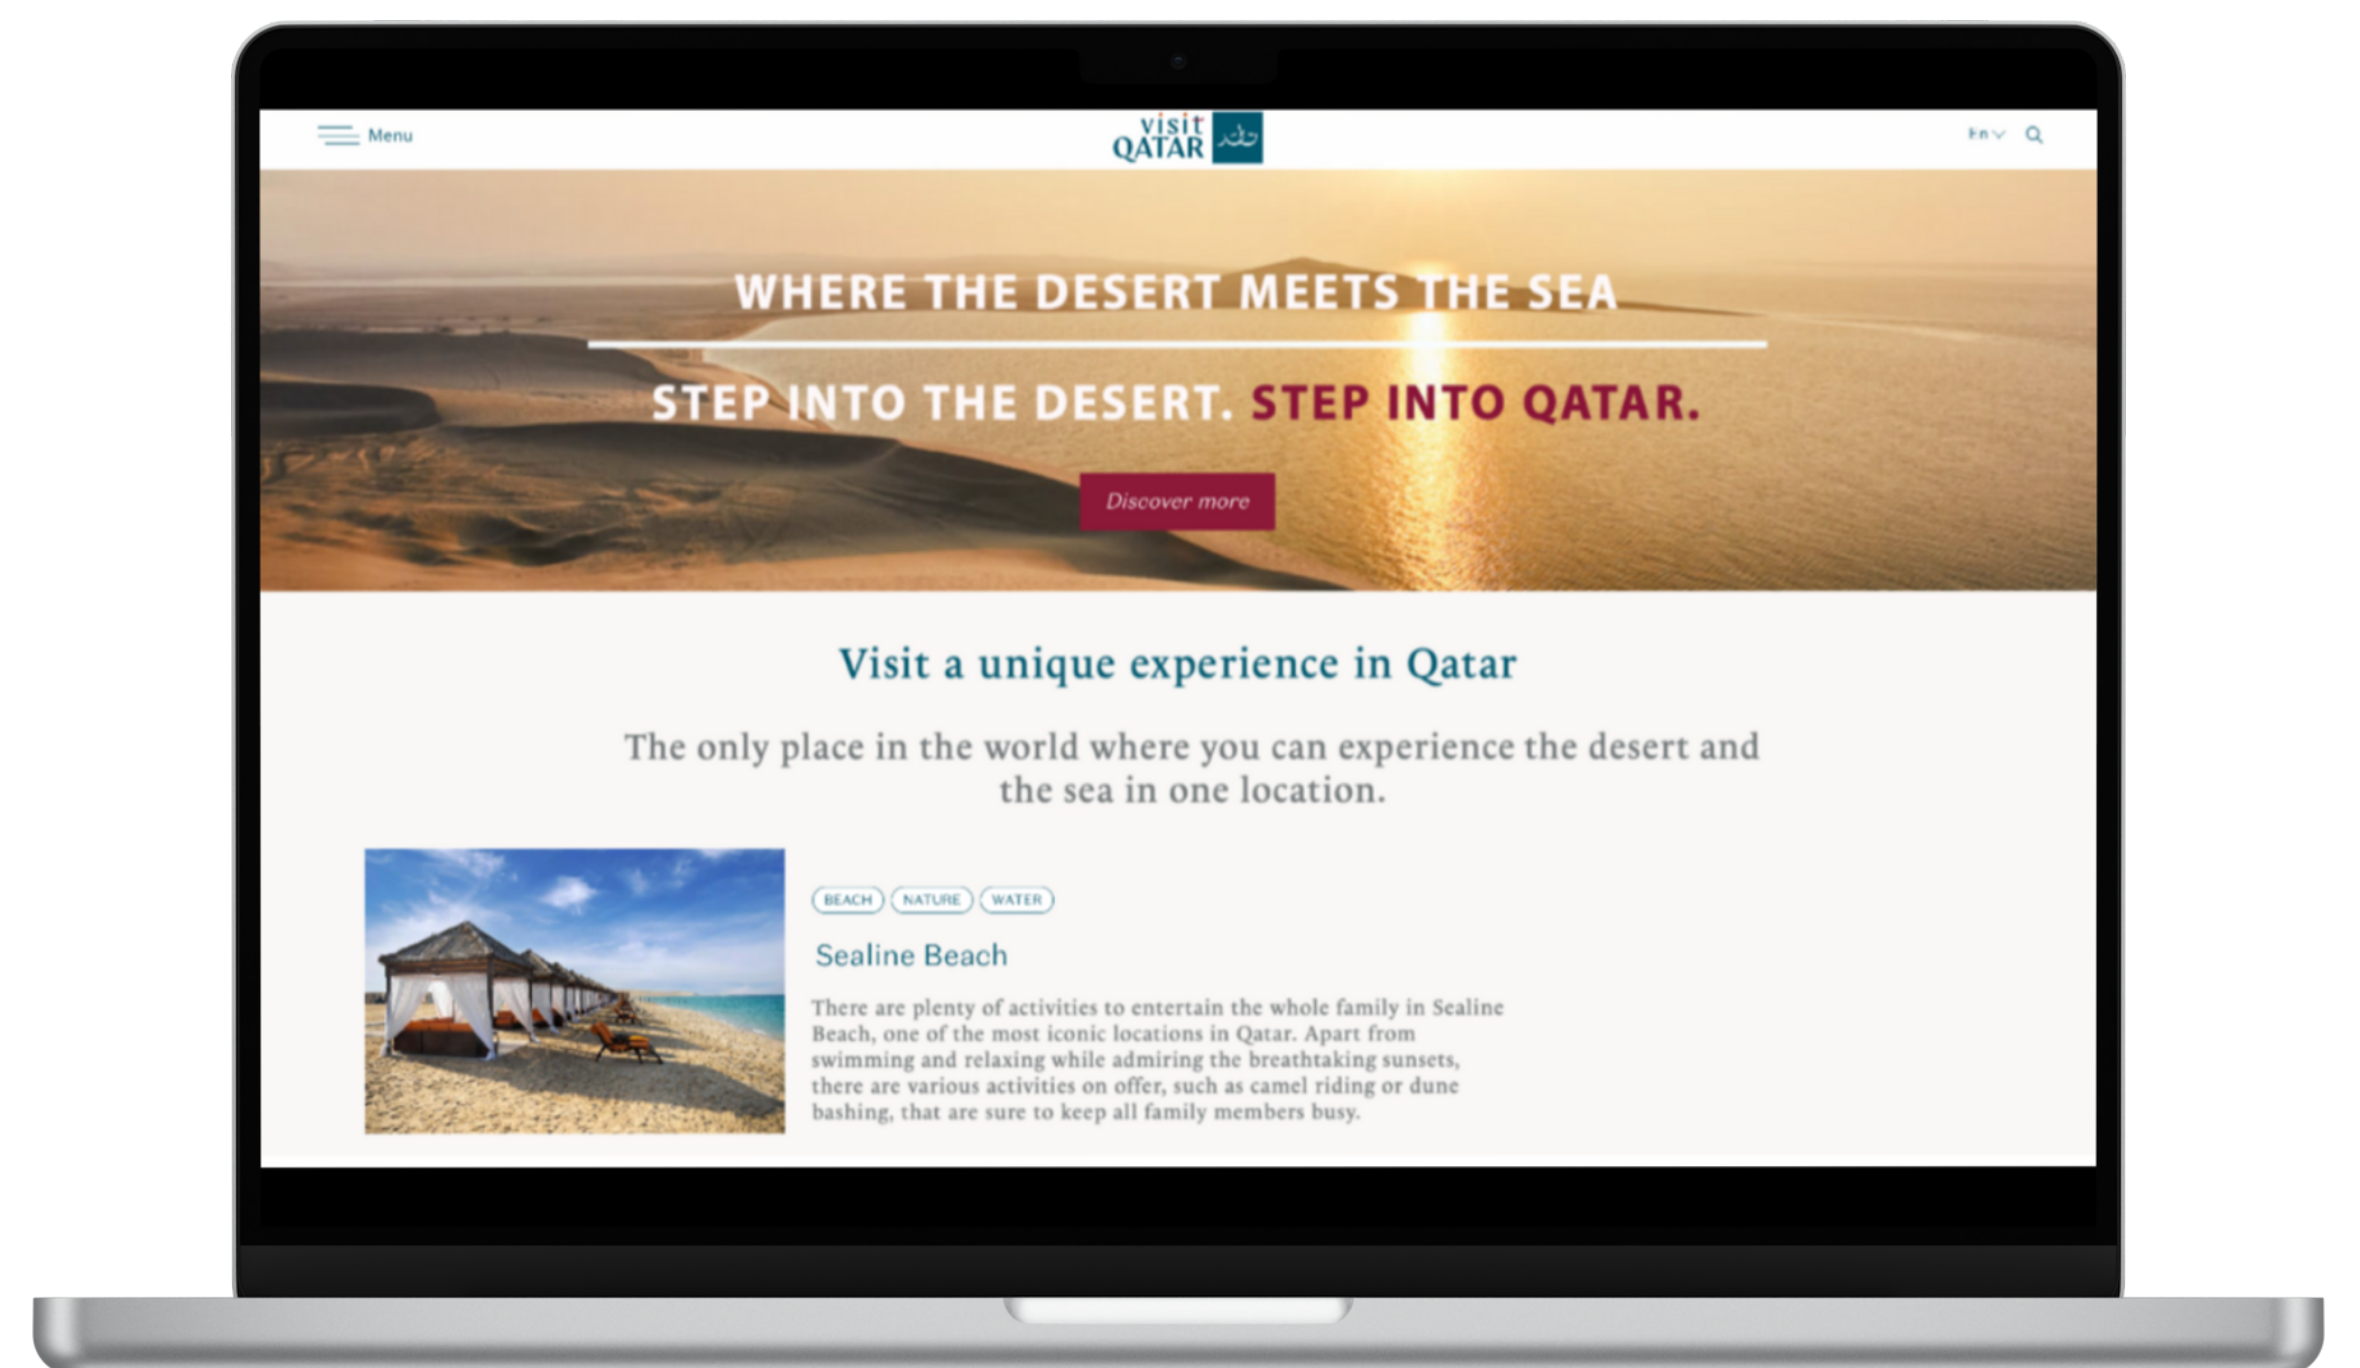 Menu
visit
QATAR
قطر
En
WHERE THE DESERT MEETS THE SEA
STEP INTO THE DESERT. STEP INTO QATAR.
Discover more
Visit a unique experience in Qatar
The only place in the world where you can experience the desert and
the sea in one location.
BEACH NATURE WATER
Sealine Beach
There are plenty of activities to entertain the whole family in Sealine
Beach, one of the most iconic locations in Qatar. Apart from
swimming and relaxing while admiring the breathtaking sunsets,
there are various activities on offer, such as camel riding or dune
bashing, that are sure to keep all family members busy.